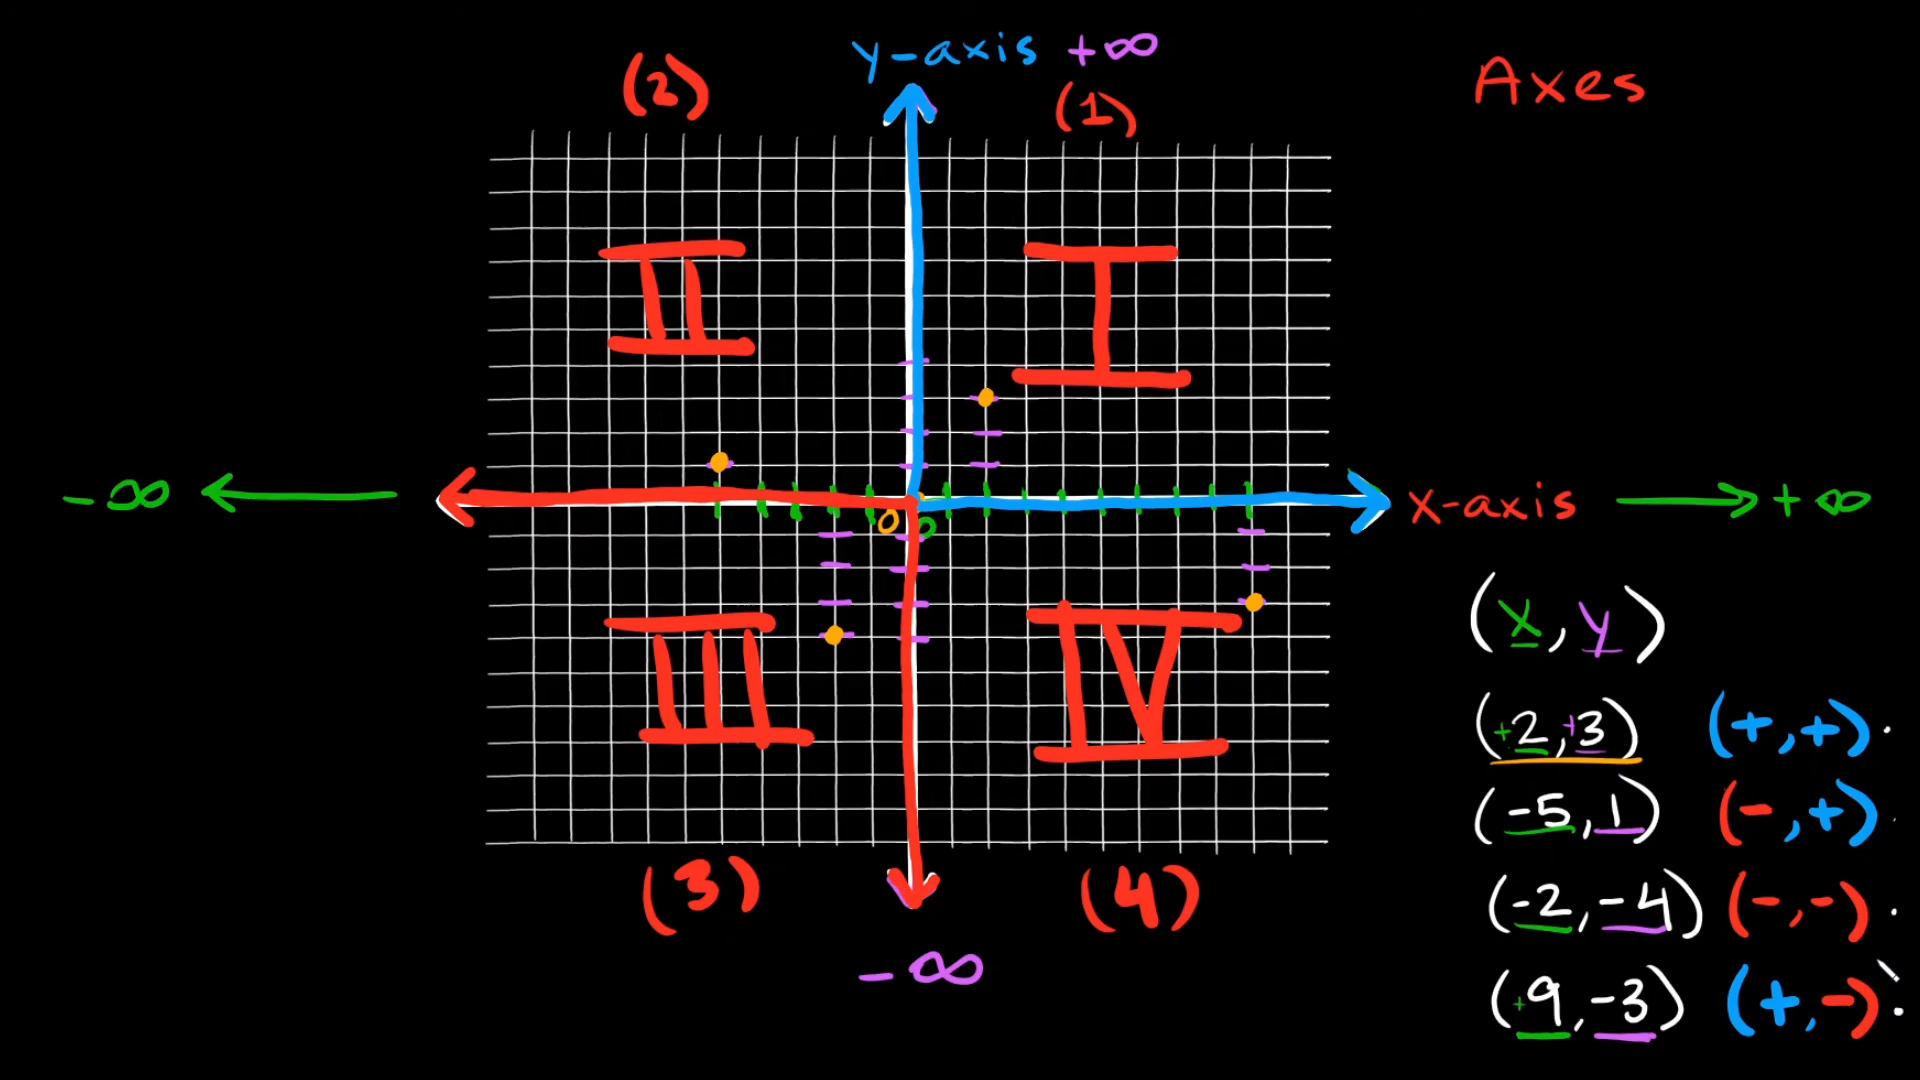 y-axis +∞
Axes
(2)
(1)
II
I
-∞
x-axis
+∞
0
0
(x,y)
III
IV
(+2,+3) (+,+).
(-5,1) (-,+).
(3)
(4)
(-2,-4) (-,-).
-∞
(+9,-3) (+,-).